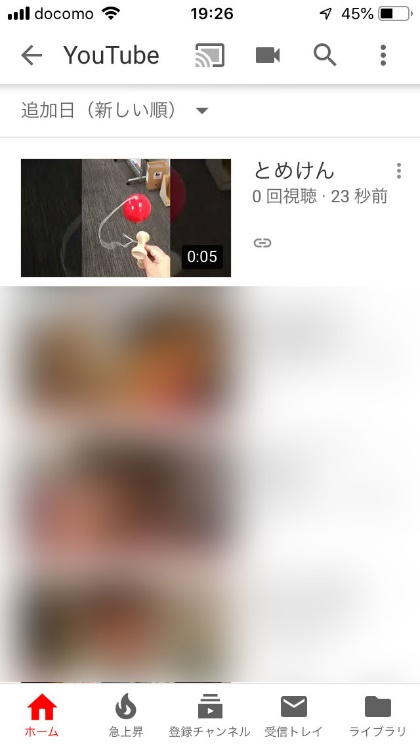 docomo 19:26 45%
YouTube
追加日（新しい順）
とめけん
0 回視聴 · 23 秒前
0:05
ホーム 急上昇 登録チャンネル 受信トレイ ライブラリ